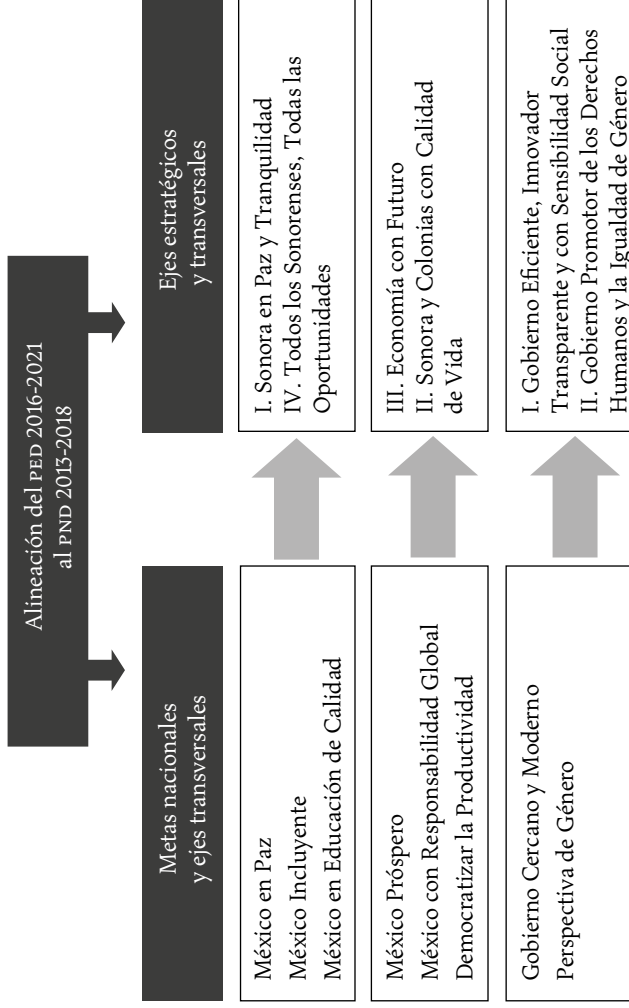 Alineación del PED 2016-2021
al PND 2013-2018
Metas nacionales
y ejes transversales
Ejes estratégicos
y transversales
México en Paz
México Incluyente
México en Educación de Calidad
I. Sonora en Paz y Tranquilidad
IV. Todos los Sonorenses, Todas las
Oportunidades
México Próspero
México con Responsabilidad Global
Democratizar la Productividad
III. Economía con Futuro
II. Sonora y Colonias con Calidad
de Vida
Gobierno Cercano y Moderno
Perspectiva de Género
I. Gobierno Eficiente, Innovador
Transparente y con Sensibilidad Social
II. Gobierno Promotor de los Derechos
Humanos y la Igualdad de Género